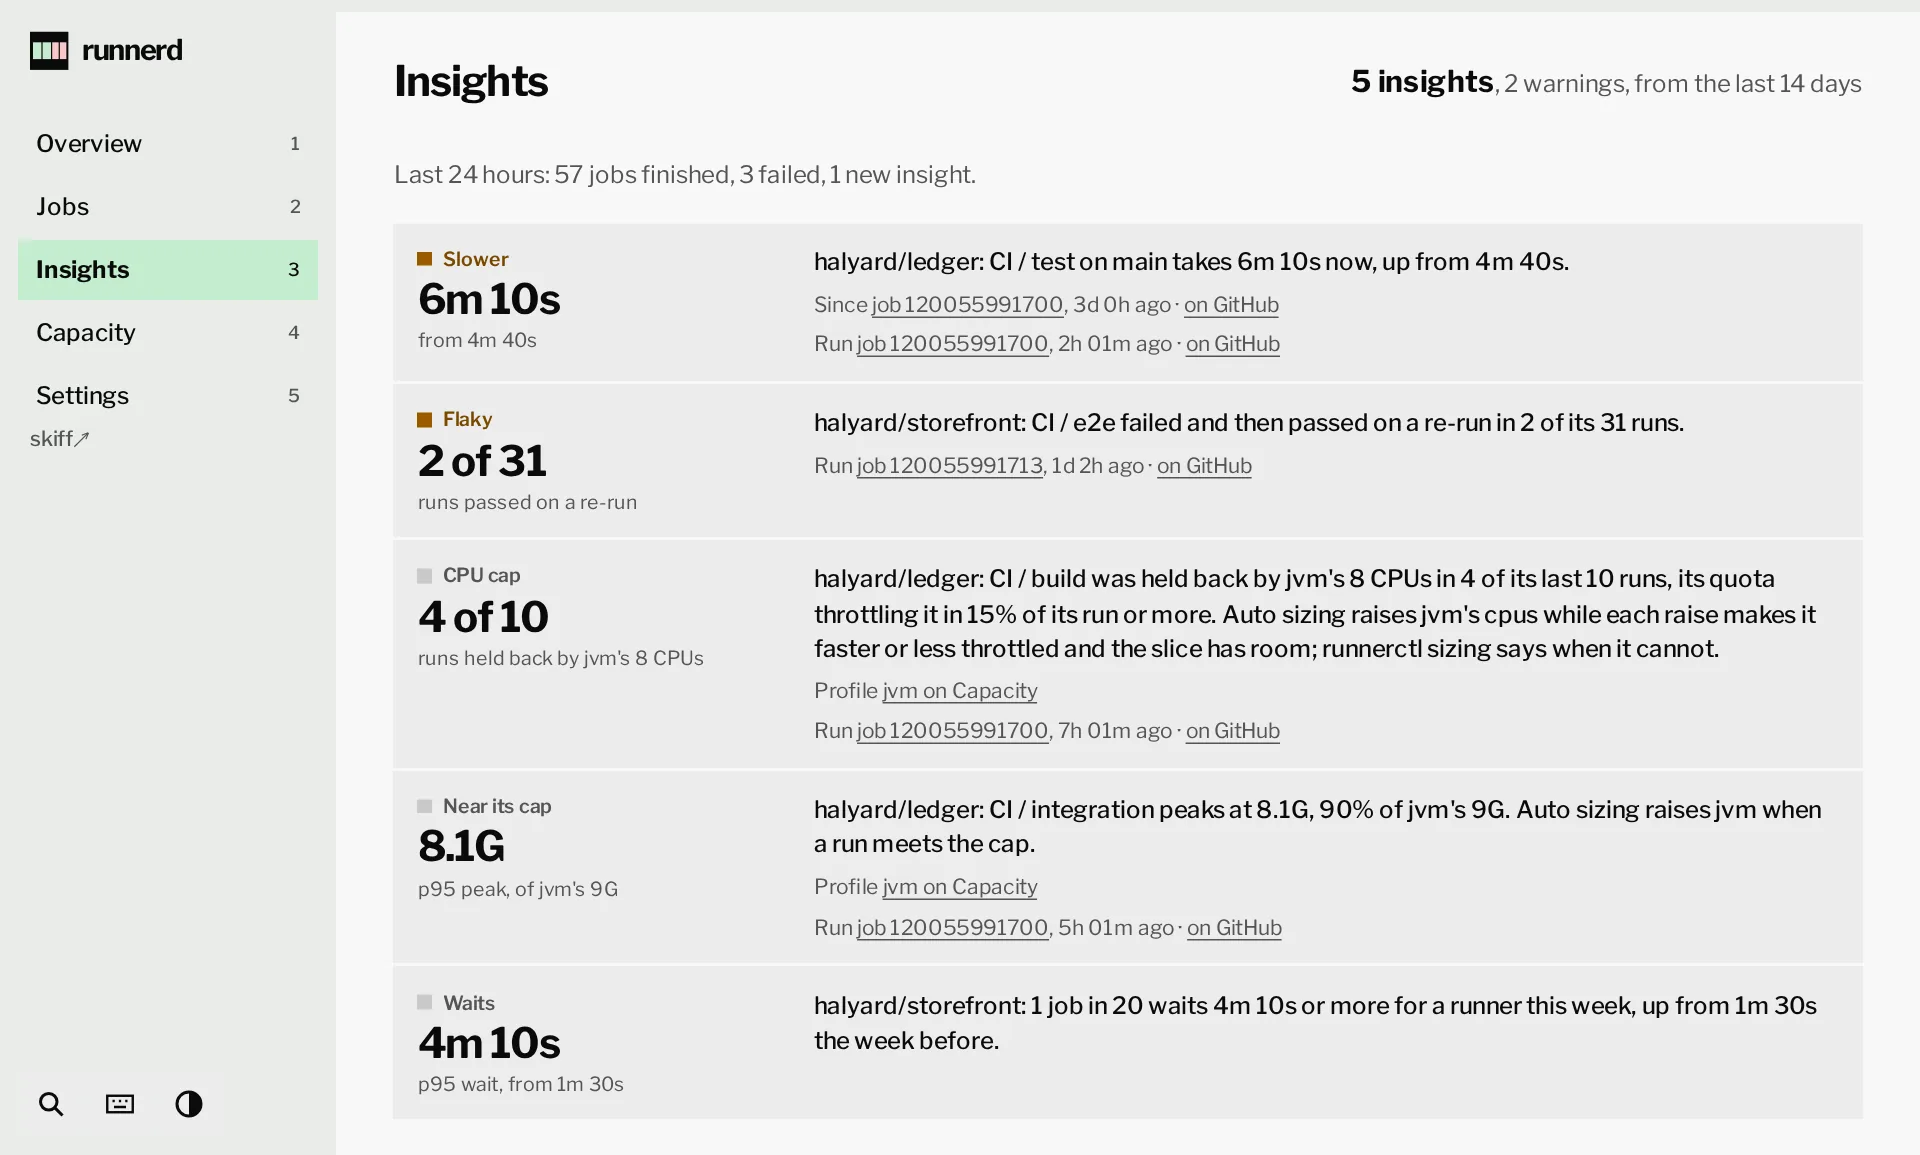 runnerd
Overview 1
Jobs 2
Insights 3
Capacity 4
Settings 5
skiff↗
Insights
5 insights, 2 warnings, from the last 14 days
Last 24 hours: 57 jobs finished, 3 failed, 1 new insight.
Slower
6m 10s
from 4m 40s
halyard/ledger: CI / test on main takes 6m 10s now, up from 4m 40s.
Since job 120055991700, 3d 0h ago · on GitHub
Run job 120055991700, 2h 01m ago · on GitHub
Flaky
2 of 31
runs passed on a re-run
halyard/storefront: CI / e2e failed and then passed on a re-run in 2 of its 31 runs.
Run job 120055991713, 1d 2h ago · on GitHub
CPU cap
4 of 10
runs held back by jvm's 8 CPUs
halyard/ledger: CI / build was held back by jvm's 8 CPUs in 4 of its last 10 runs, its quota
throttling it in 15% of its run or more. Auto sizing raises jvm's cpus while each raise makes it
faster or less throttled and the slice has room; runnerctl sizing says when it cannot.
Profile jvm on Capacity
Run job 120055991700, 7h 01m ago · on GitHub
Near its cap
8.1G
p95 peak, of jvm's 9G
halyard/ledger: CI / integration peaks at 8.1G, 90% of jvm's 9G. Auto sizing raises jvm when
a run meets the cap.
Profile jvm on Capacity
Run job 120055991700, 5h 01m ago · on GitHub
Waits
4m 10s
p95 wait, from 1m 30s
halyard/storefront: 1 job in 20 waits 4m 10s or more for a runner this week, up from 1m 30s
the week before.